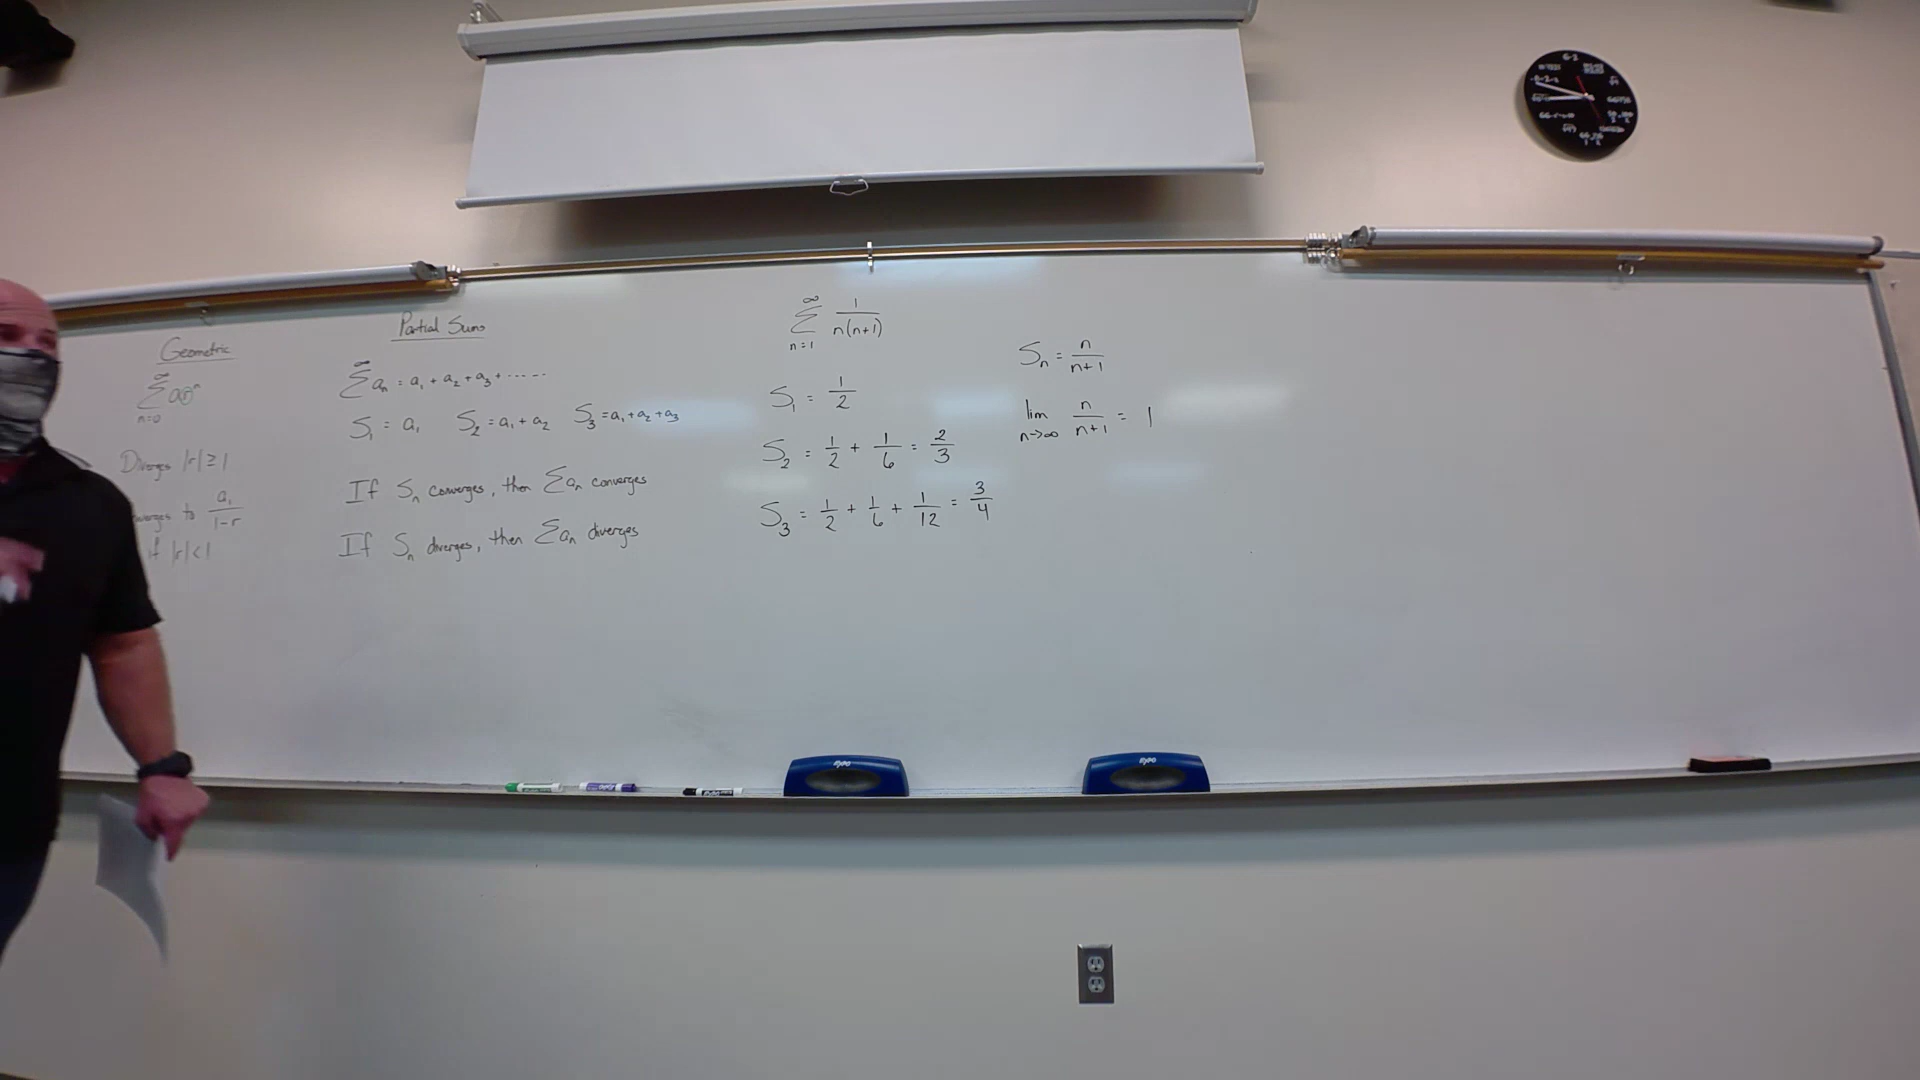 Geometric
∞
∑ a(r)ⁿ
n=0
Diverges |r| ≥ 1
verges to a₁/(1-r)
if |r| < 1
Partial Sums
∞
∑ aₙ = a₁ + a₂ + a₃ + ······
S₁ = a₁ S₂ = a₁ + a₂ S₃ = a₁ + a₂ + a₃
If Sₙ converges, then ∑aₙ converges
If Sₙ diverges, then ∑aₙ diverges
∞
∑ 1/(n(n+1))
n=1
S₁ = 1/2
S₂ = 1/2 + 1/6 = 2/3
S₃ = 1/2 + 1/6 + 1/12 = 3/4
Sₙ = n/(n+1)
lim n→∞ n/(n+1) = 1
EXPO
EXPO